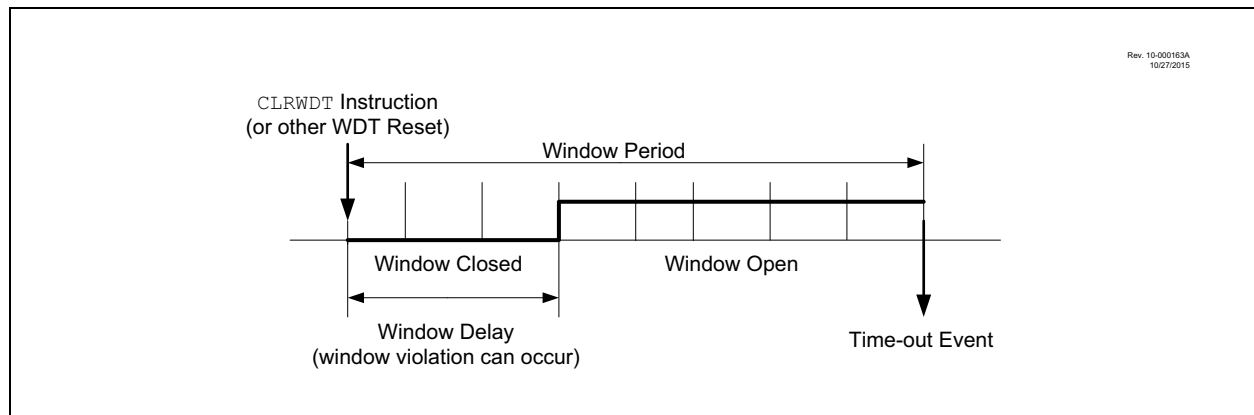 Rev. 10-000163A
10/27/2015
CLRWDT Instruction
(or other WDT Reset)
Window Period
Window Closed
Window Open
Window Delay
(window violation can occur)
Time-out Event